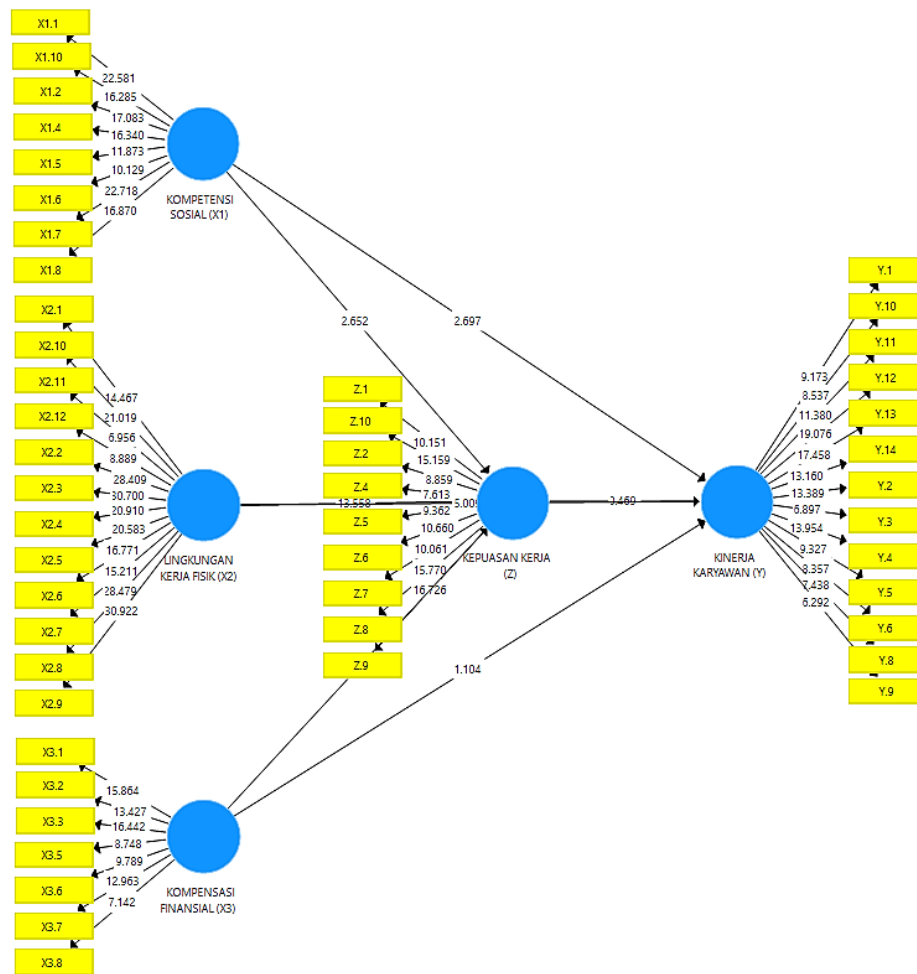 X1.1
X1.10
X1.2
X1.4
X1.5
X1.6
X1.7
X1.8
22.581
16.285
17.083
16.340
11.873
10.129
22.718
16.870
KOMPETENSI
SOSIAL (X1)
X2.1
X2.10
X2.11
X2.12
X2.2
X2.3
X2.4
X2.5
X2.6
X2.7
X2.8
X2.9
14.467
21.019
6.956
8.889
28.409
30.700
20.910
20.583
16.771
15.211
28.479
30.922
LINGKUNGAN
KERJA FISIK (X2)
X3.1
X3.2
X3.3
X3.5
X3.6
X3.7
X3.8
15.864
13.427
16.442
8.748
9.789
12.963
7.142
KOMPENSASI
FINANSIAL (X3)
2.652
2.697
13.558
1.104
Z.1
Z.10
Z.2
Z.4
Z.5
Z.6
Z.7
Z.8
Z.9
10.151
15.159
8.859
7.613
9.362
10.660
10.061
15.770
16.726
KEPUASAN KERJA
(Z)
KINERJA
KARYAWAN (Y)
9.173
8.537
11.380
19.076
17.458
13.160
13.389
6.897
13.954
9.327
8.357
7.438
6.292
Y.1
Y.10
Y.11
Y.12
Y.13
Y.14
Y.2
Y.3
Y.4
Y.5
Y.6
Y.8
Y.9